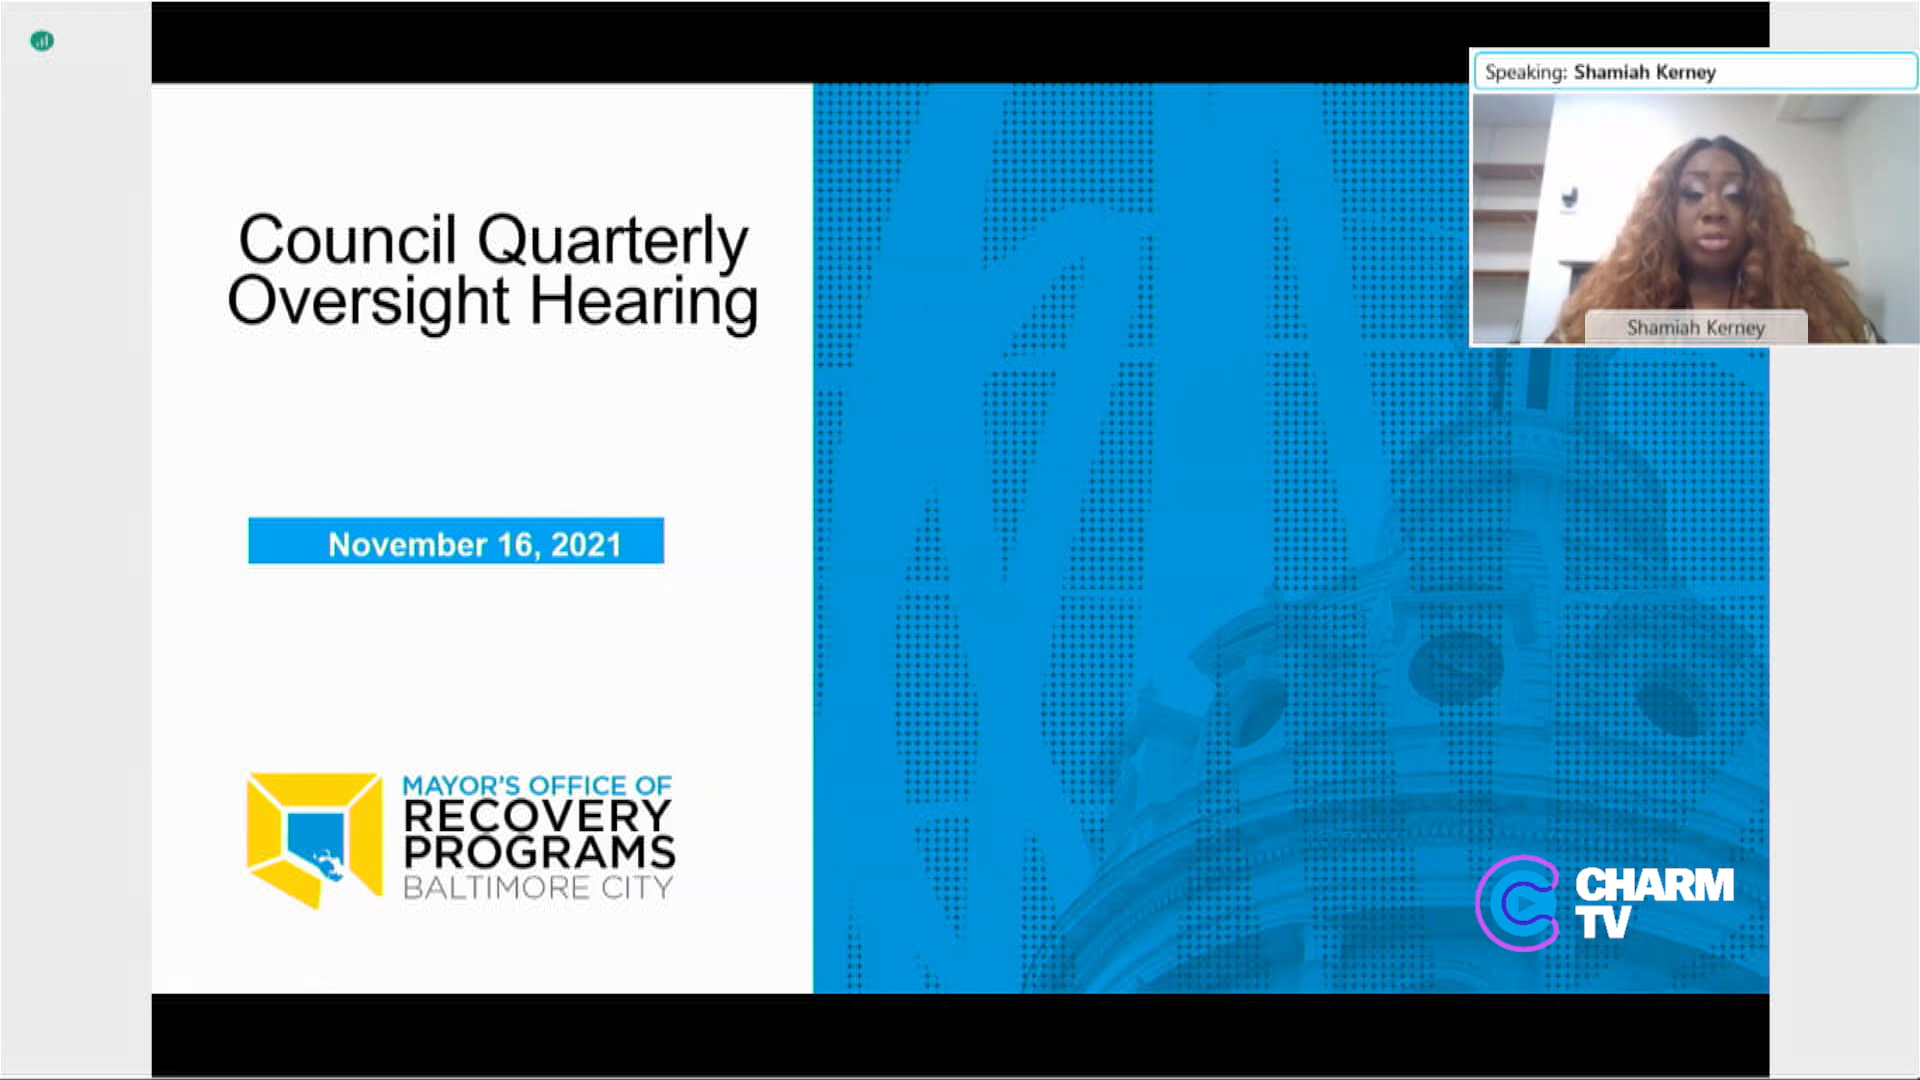 Speaking: Shamiah Kerney
Shamiah Kerney
Council Quarterly
Oversight Hearing
November 16, 2021
MAYOR'S OFFICE OF
RECOVERY
PROGRAMS
BALTIMORE CITY
CHARM
TV